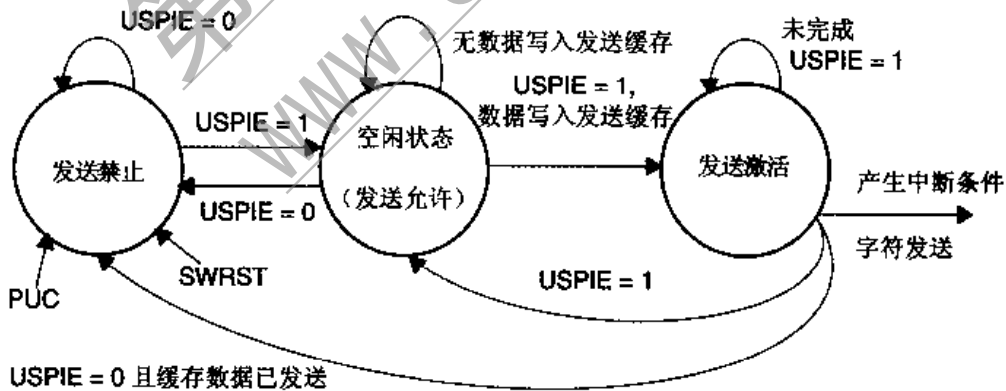 USPIE = 0
无数据写入发送缓存
未完成
USPIE = 1
USPIE = 1,
数据写入发送缓存
USPIE = 1
发送禁止
空闲状态
(发送允许)
发送激活
USPIE = 0
产生中断条件
字符发送
PUC
SWRST
USPIE = 1
USPIE = 0 且缓存数据已发送
www.